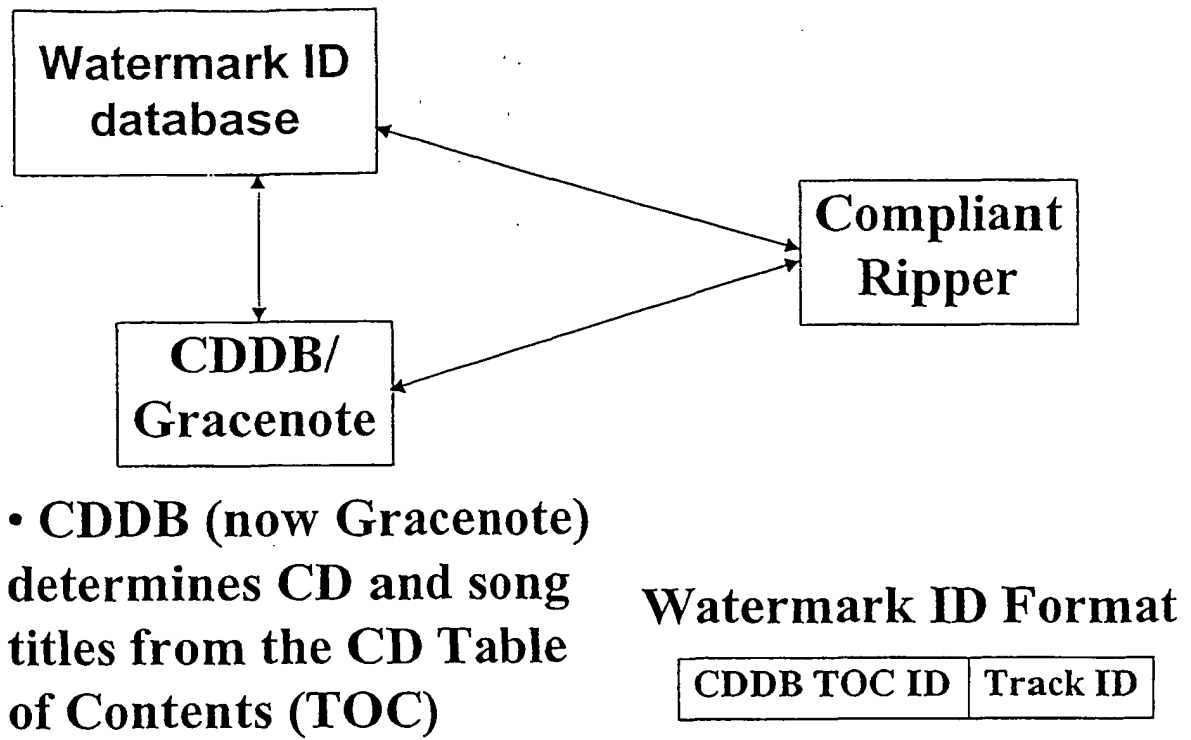 Watermark ID
database
Compliant
Ripper
CDDB/
Gracenote
• CDDB (now Gracenote)
determines CD and song
titles from the CD Table
of Contents (TOC)
Watermark ID Format
CDDB TOC ID Track ID